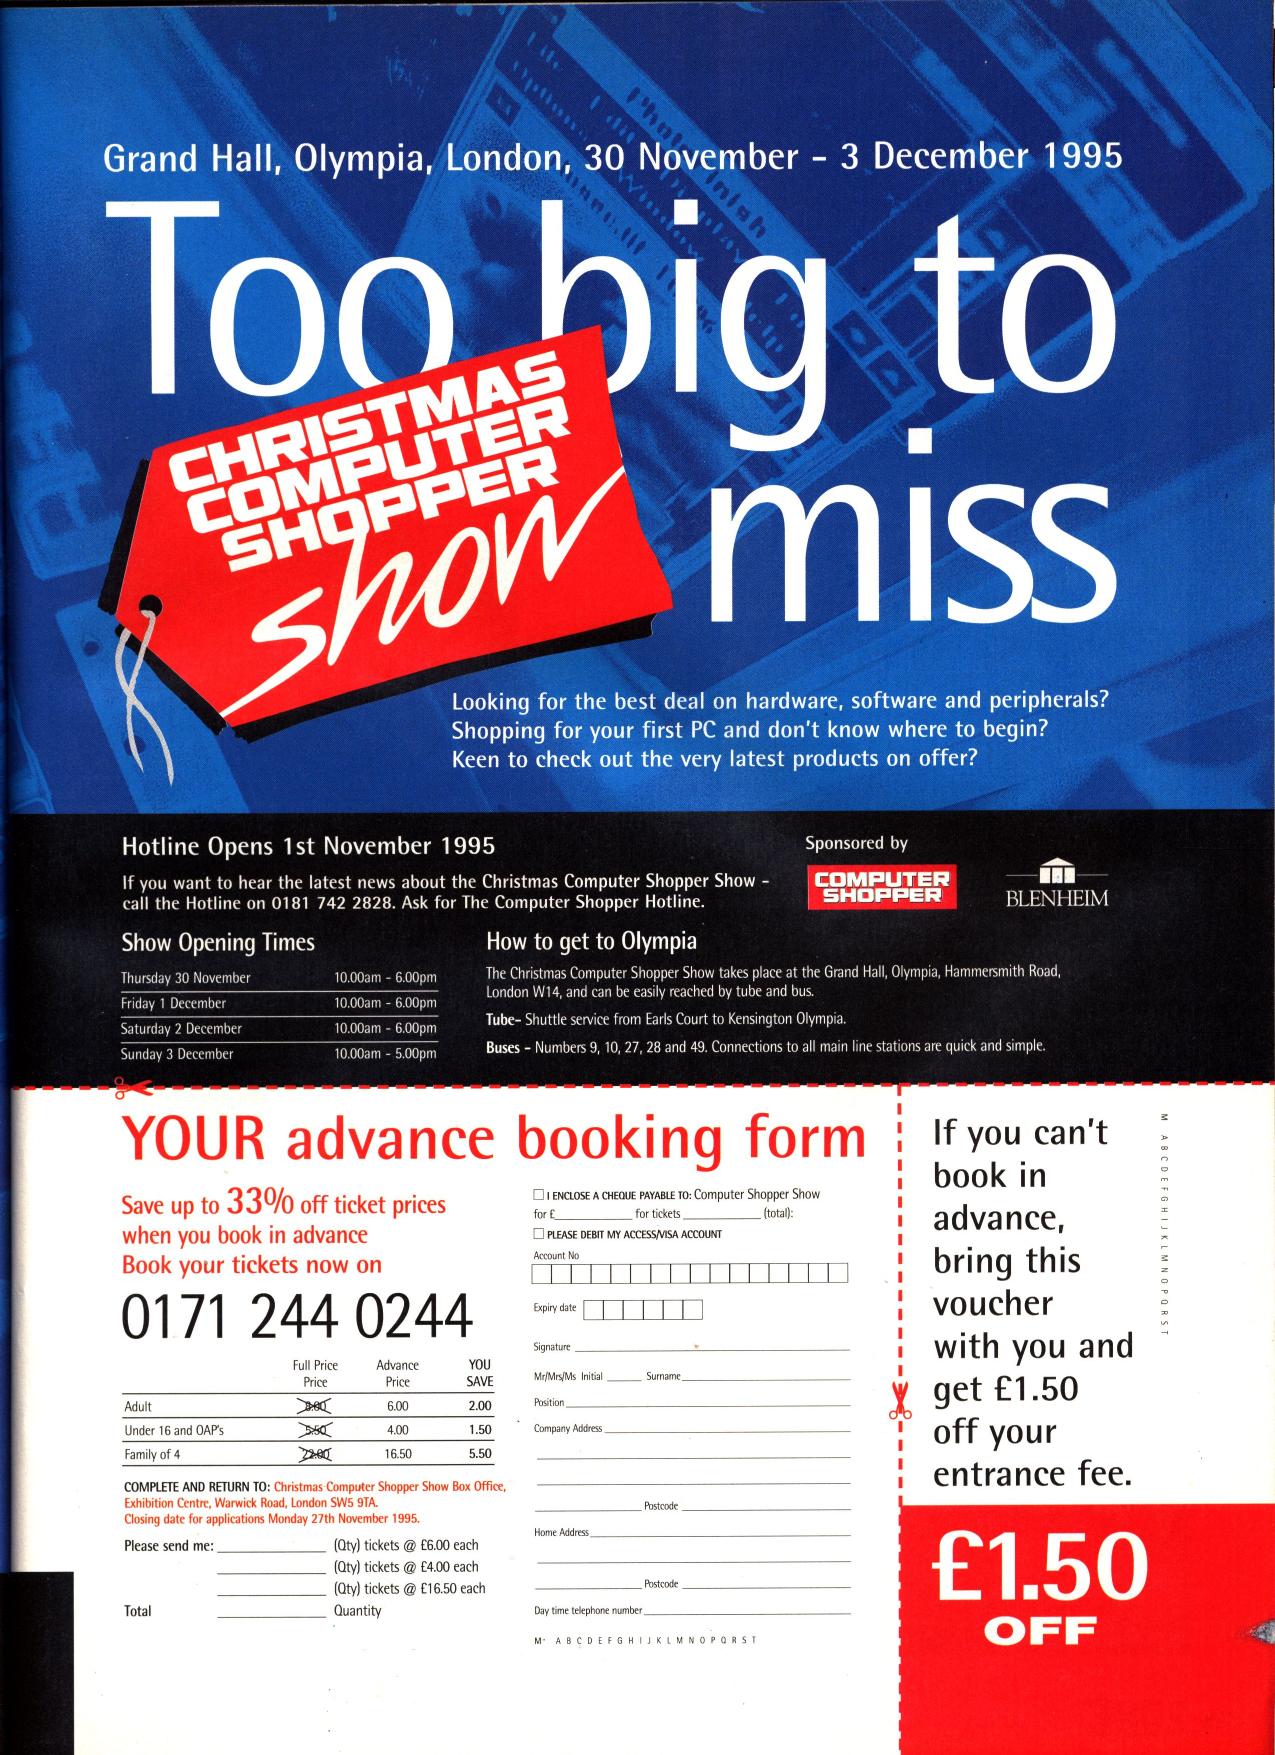 Grand Hall, Olympia, London, 30 November - 3 December 1995
Too big to
miss
CHRISTMAS
COMPUTER
SHOPPER
show
Looking for the best deal on hardware, software and peripherals?
Shopping for your first PC and don't know where to begin?
Keen to check out the very latest products on offer?
Hotline Opens 1st November 1995
If you want to hear the latest news about the Christmas Computer Shopper Show -
call the Hotline on 0181 742 2828. Ask for The Computer Shopper Hotline.
Sponsored by
COMPUTER
SHOPPER
BLENHEIM
Show Opening Times
Thursday 30 November 10.00am - 6.00pm
Friday 1 December 10.00am - 6.00pm
Saturday 2 December 10.00am - 6.00pm
Sunday 3 December 10.00am - 5.00pm
How to get to Olympia
The Christmas Computer Shopper Show takes place at the Grand Hall, Olympia, Hammersmith Road,
London W14, and can be easily reached by tube and bus.
Tube- Shuttle service from Earls Court to Kensington Olympia.
Buses - Numbers 9, 10, 27, 28 and 49. Connections to all main line stations are quick and simple.
YOUR advance booking form
Save up to 33% off ticket prices
when you book in advance
Book your tickets now on
0171 244 0244
Full Price Advance YOU
Price Price SAVE
Adult 8.00 6.00 2.00
Under 16 and OAP's 5.50 4.00 1.50
Family of 4 22.00 16.50 5.50
COMPLETE AND RETURN TO: Christmas Computer Shopper Show Box Office,
Exhibition Centre, Warwick Road, London SW5 9TA.
Closing date for applications Monday 27th November 1995.
Please send me: (Qty) tickets @ £6.00 each
(Qty) tickets @ £4.00 each
(Qty) tickets @ £16.50 each
Total Quantity
I ENCLOSE A CHEQUE PAYABLE TO: Computer Shopper Show
for £ for tickets (total):
PLEASE DEBIT MY ACCESS/VISA ACCOUNT
Account No
Expiry date
Signature
Mr/Mrs/Ms Initial Surname
Position
Company Address
Postcode
Home Address
Postcode
Day time telephone number
M A B C D E F G H I J K L M N O P Q R S T
If you can't
book in
advance,
bring this
voucher
with you and
get £1.50
off your
entrance fee.
M A B C D E F G H I J K L M N O P Q R S T
£1.50
OFF